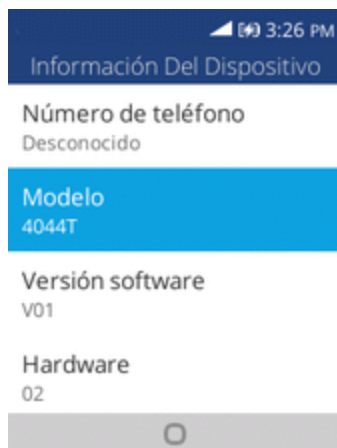 3:26 PM
Información Del Dispositivo
Número de teléfono
Desconocido
Modelo
4044T
Versión software
V01
Hardware
02